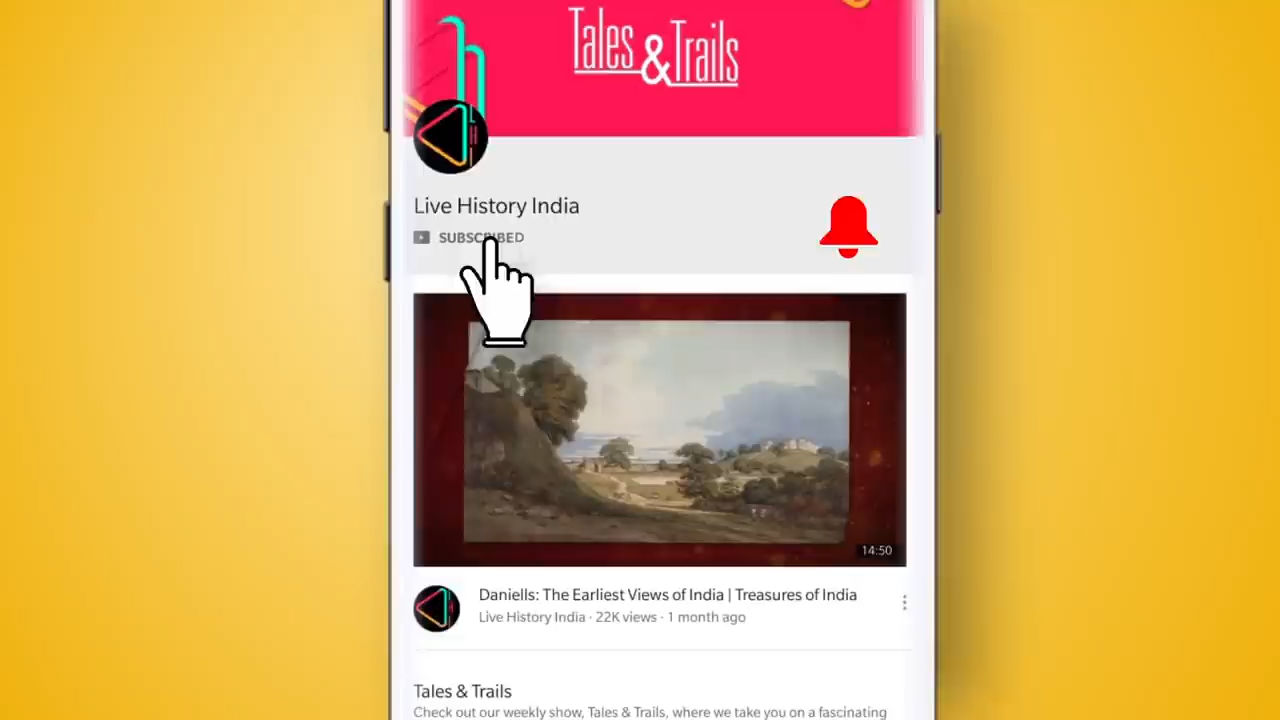 Tales & Trails
Live History India
SUBSCRIBED
14:50
Daniells: The Earliest Views of India | Treasures of India
Live History India · 22K views · 1 month ago
Tales & Trails
Check out our weekly show, Tales & Trails, where we take you on a fascinating